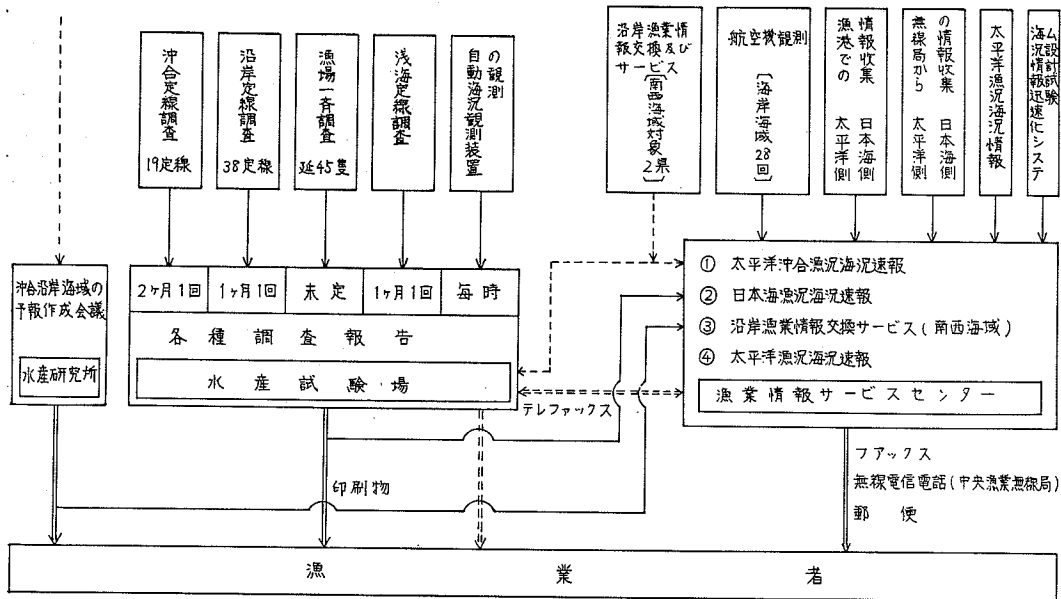 沖合定線調査
19定線
沿岸定線調査
38定線
漁場一斉調査
延45隻
浅海定線調査
自動海況観測装置
の観測
沿岸漁業情
報交換及び
サービス
〔南西海域対象
2県〕
航空機観測
〔海岸海域
28回〕
漁港での
情報収集
太平洋側
日本海側
無線局から
の情報収集
太平洋側
日本海側
太平洋漁況海況情報
海況情報迅速化システ
ム設計試験
沖合沿岸海域の
予報作成会議
水産研究所
2ヶ月1回
1ヶ月1回
未定
1ヶ月1回
毎時
各種調査報告
水産試験場
① 太平洋沖合漁況海況速報
② 日本海漁況海況速報
③ 沿岸漁業情報交換サービス(南西海域)
④ 太平洋漁況海況速報
漁業情報サービスセンター
テレファックス
印刷物
ファックス
無線電信電話(中央漁業無線局)
郵便
漁業者